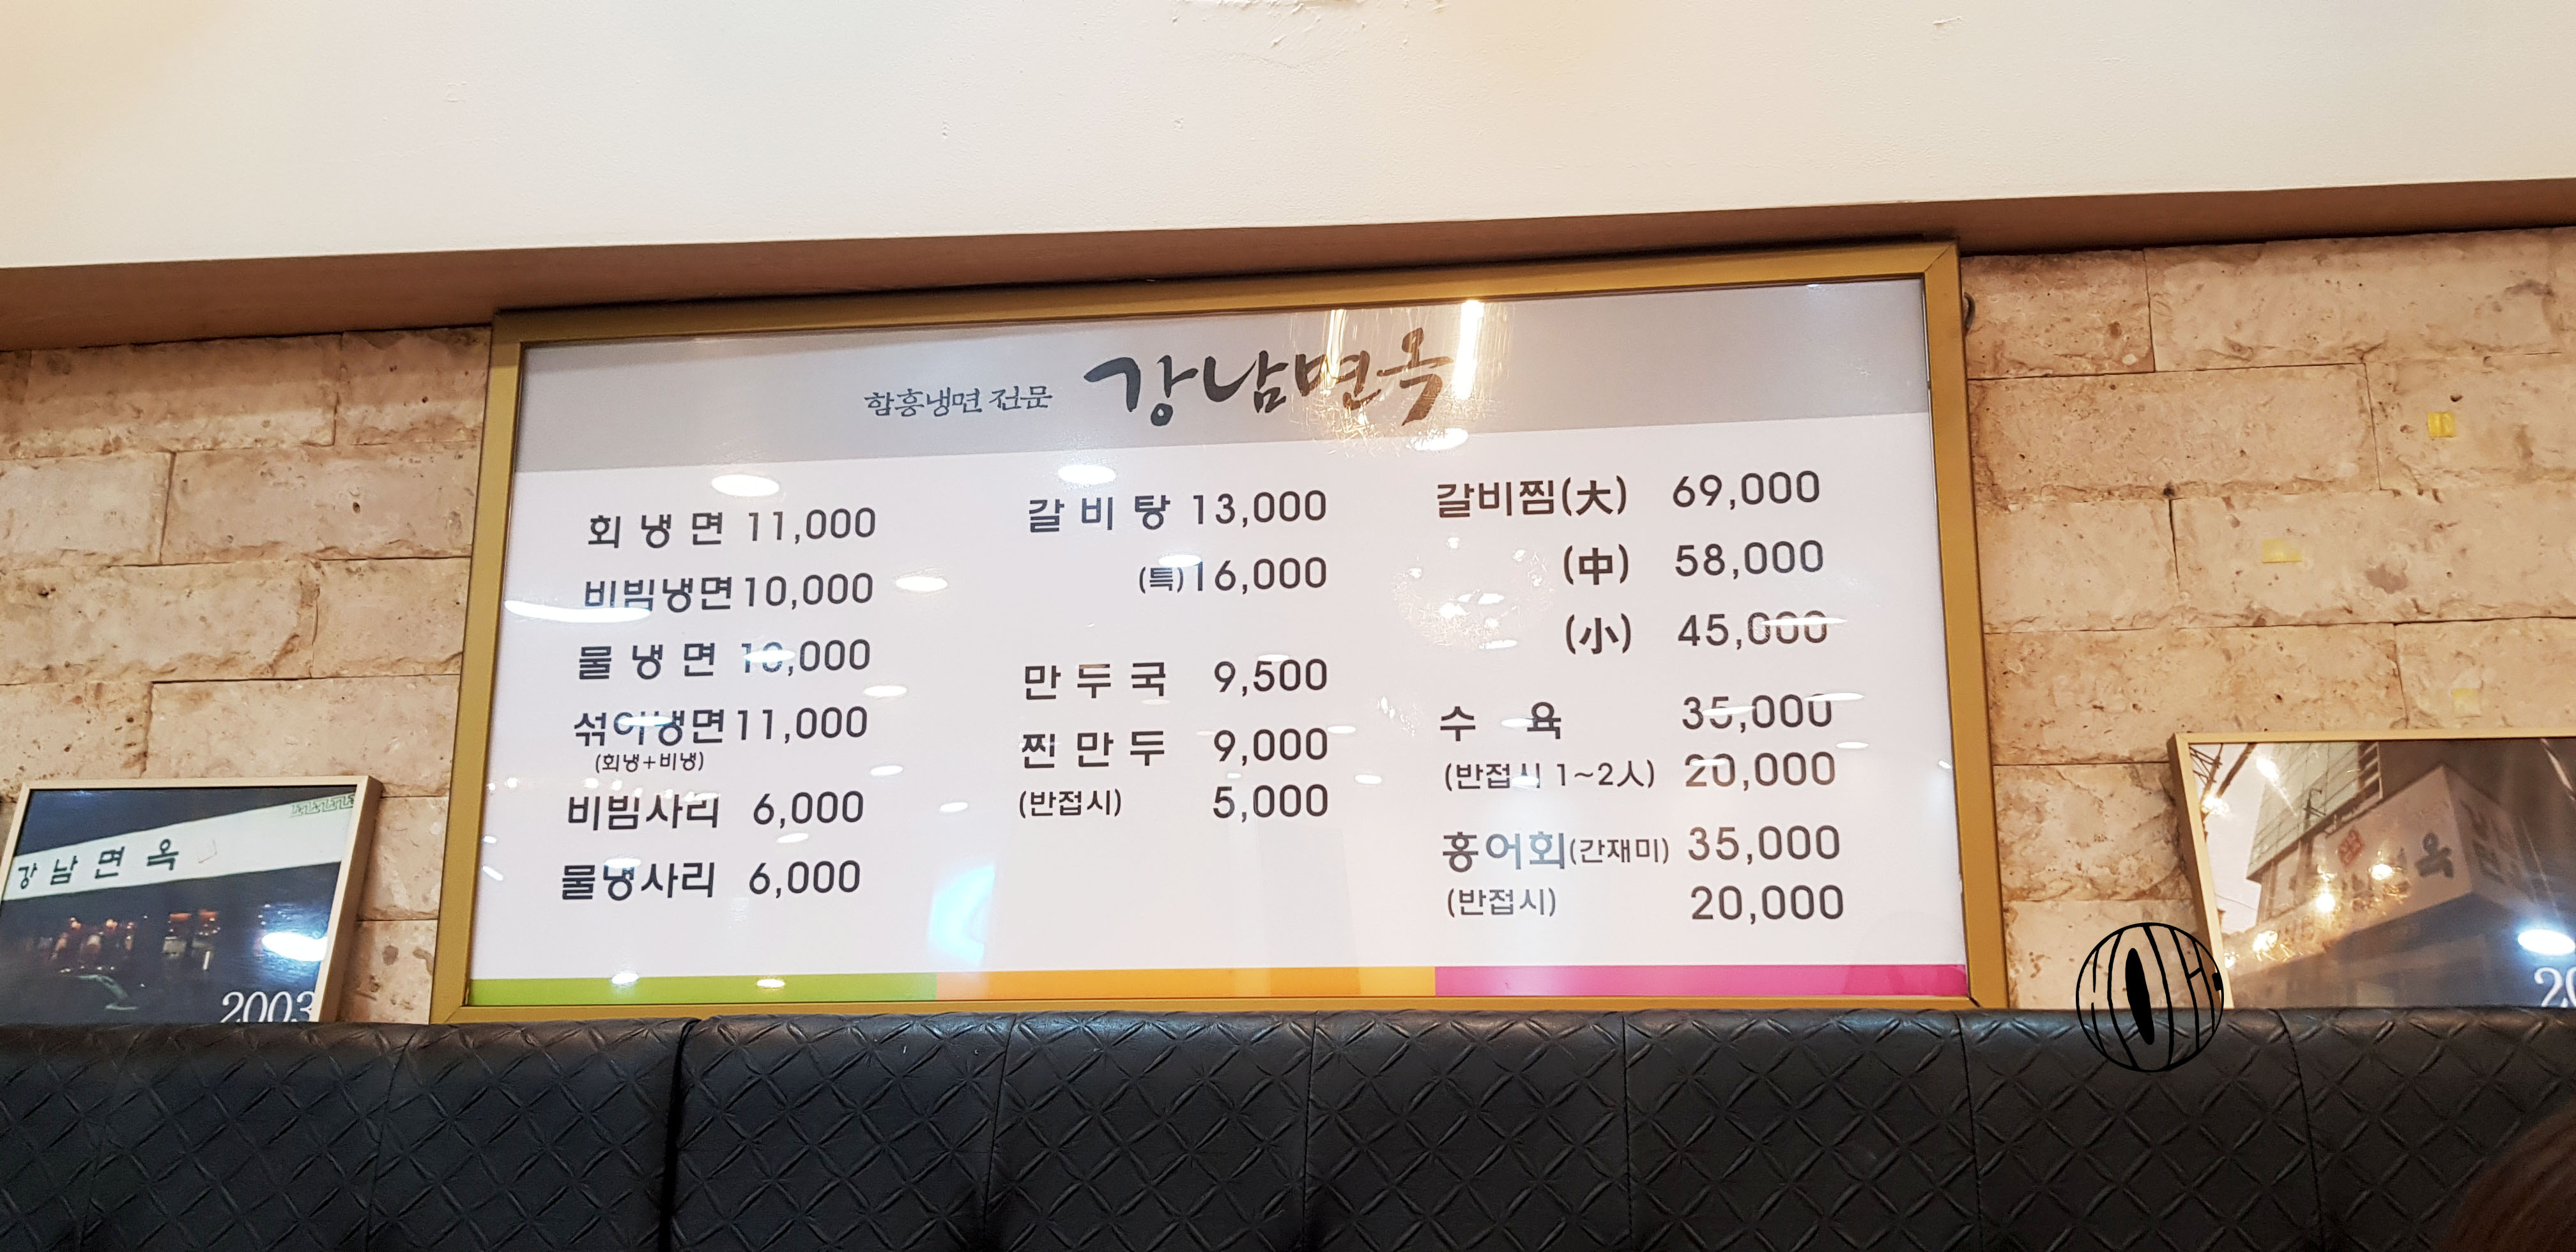 함흥냉면 전문 강남면옥
회 냉 면 11,000
비빔냉면 10,000
물 냉 면 10,000
섞어냉면 11,000
(회냉+비냉)
비빔사리 6,000
물냉사리 6,000
갈 비 탕 13,000
(특) 16,000
만 두 국 9,500
찐 만 두 9,000
(반접시) 5,000
갈비찜(大) 69,000
(中) 58,000
(小) 45,000
수 육 35,000
(반접시 1~2人) 20,000
홍어회(간재미) 35,000
(반접시) 20,000
강남면옥
2003